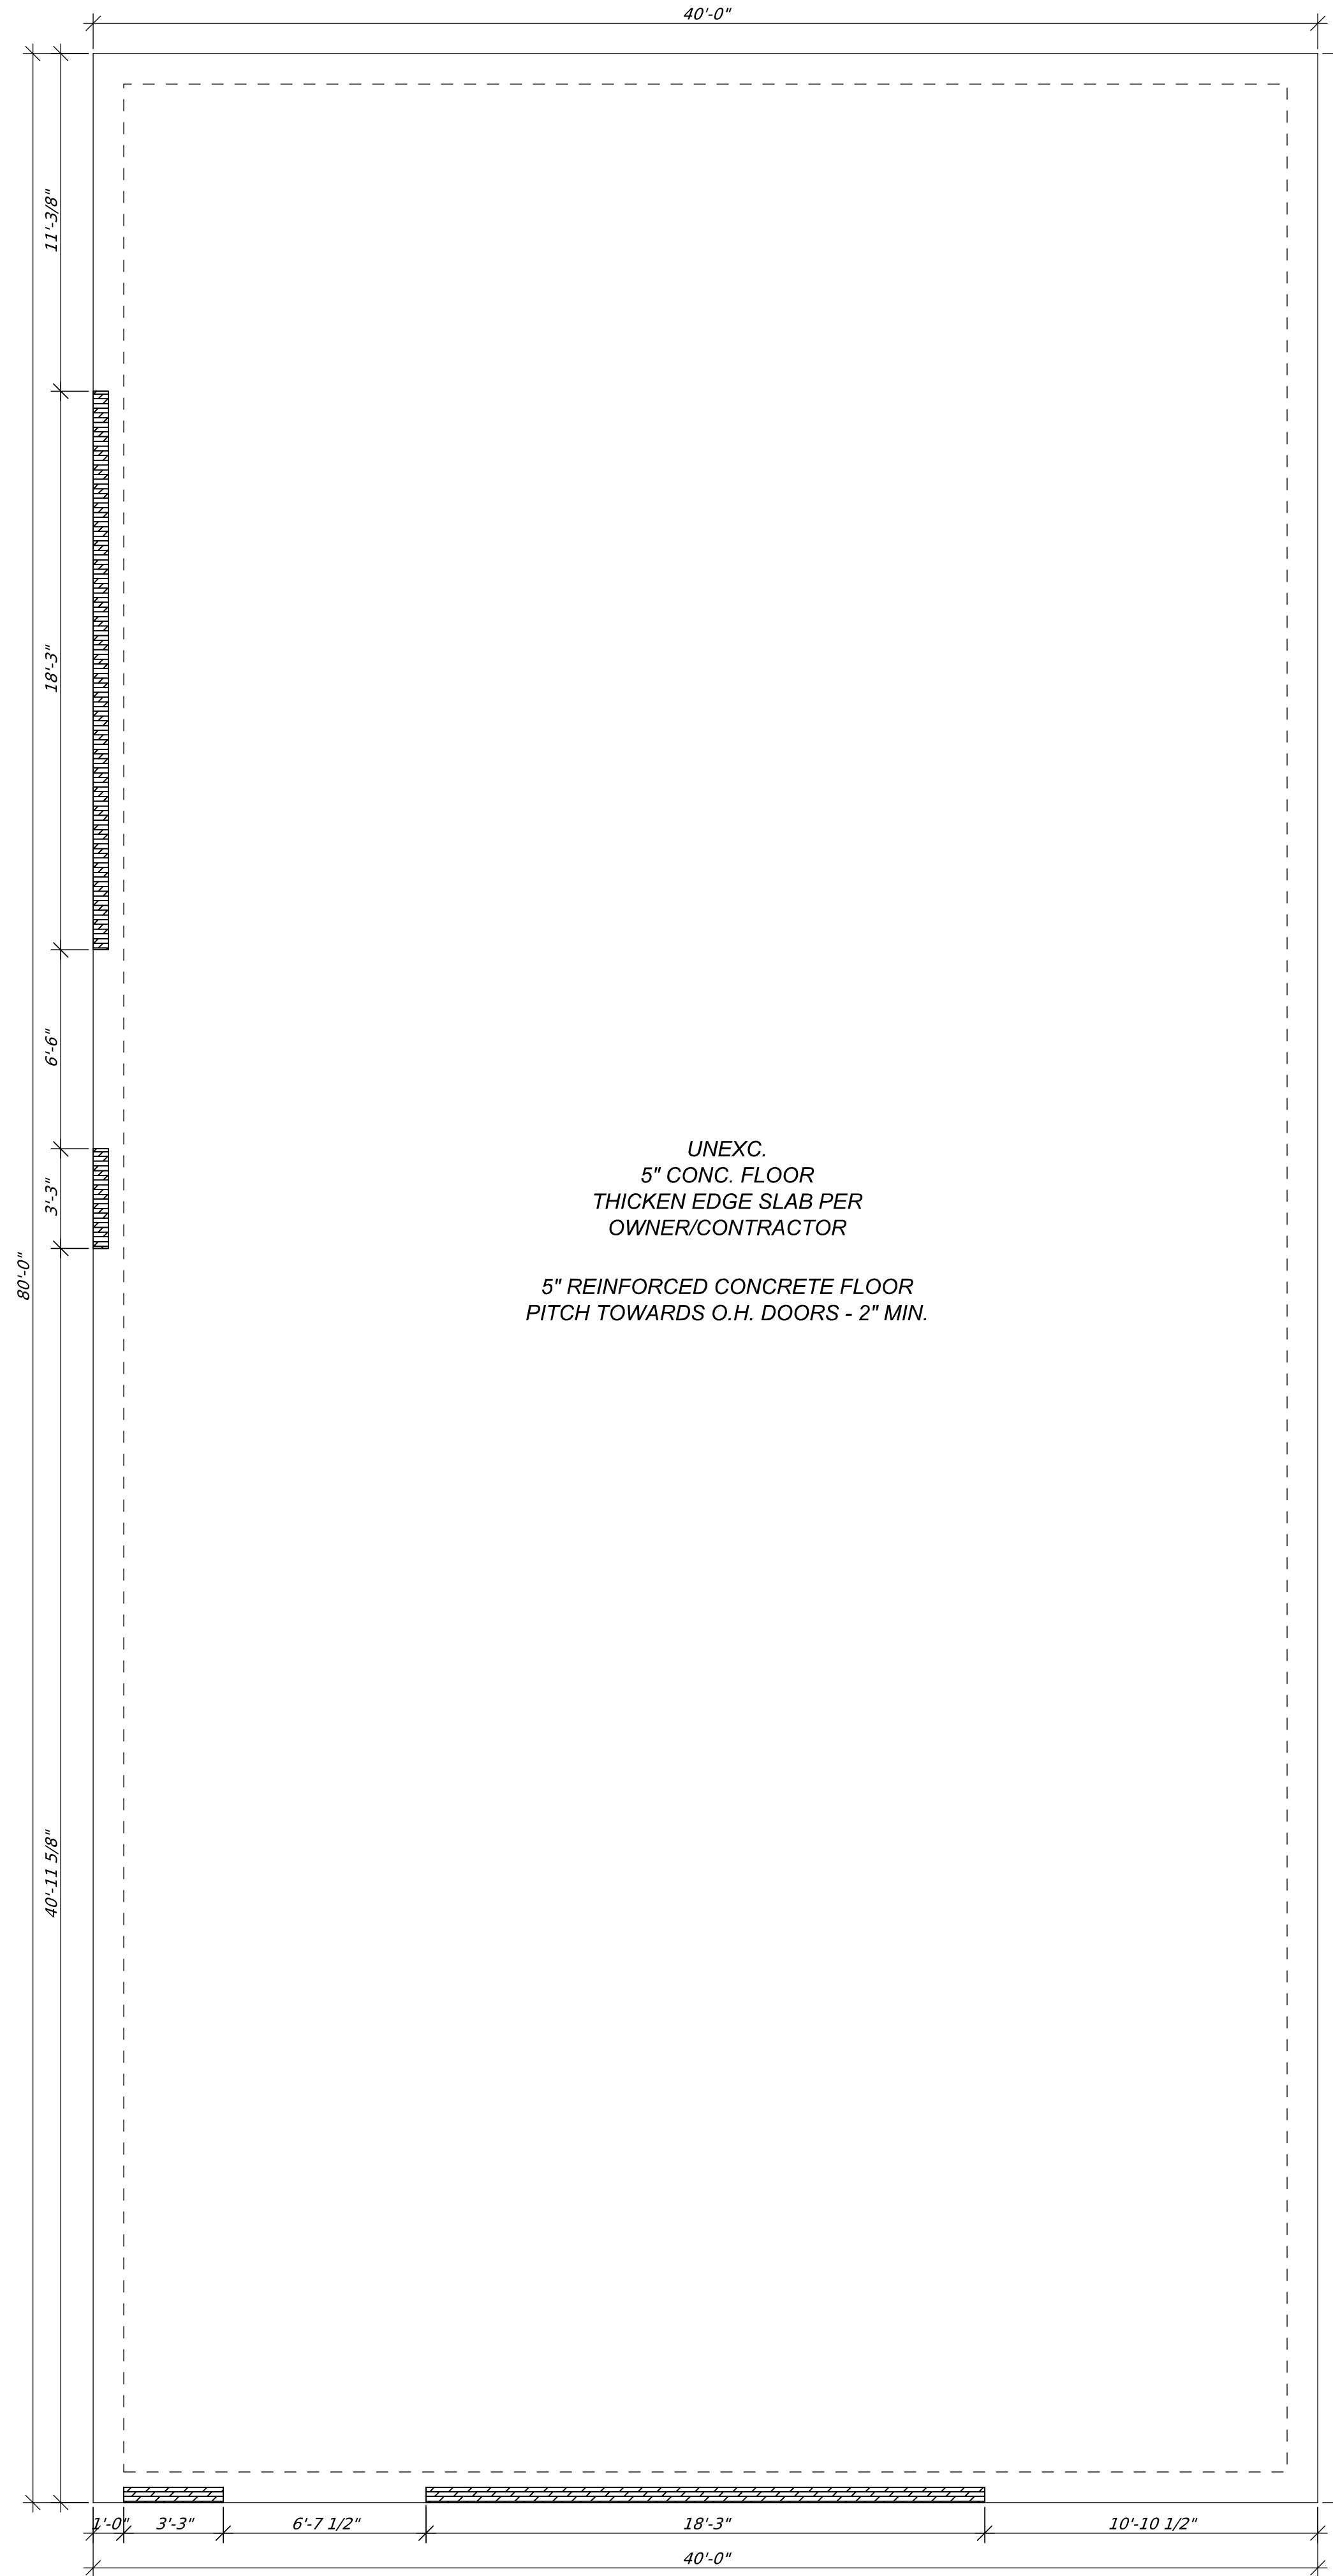 40'-0"
11'-3/8"
18'-3"
6'-6"
3'-3"
80'-0"
40'-11 5/8"
UNEXC.
5" CONC. FLOOR
THICKEN EDGE SLAB PER
OWNER/CONTRACTOR
5" REINFORCED CONCRETE FLOOR
PITCH TOWARDS O.H. DOORS - 2" MIN.
1'-0" 3'-3" 6'-7 1/2" 18'-3" 10'-10 1/2"
40'-0"